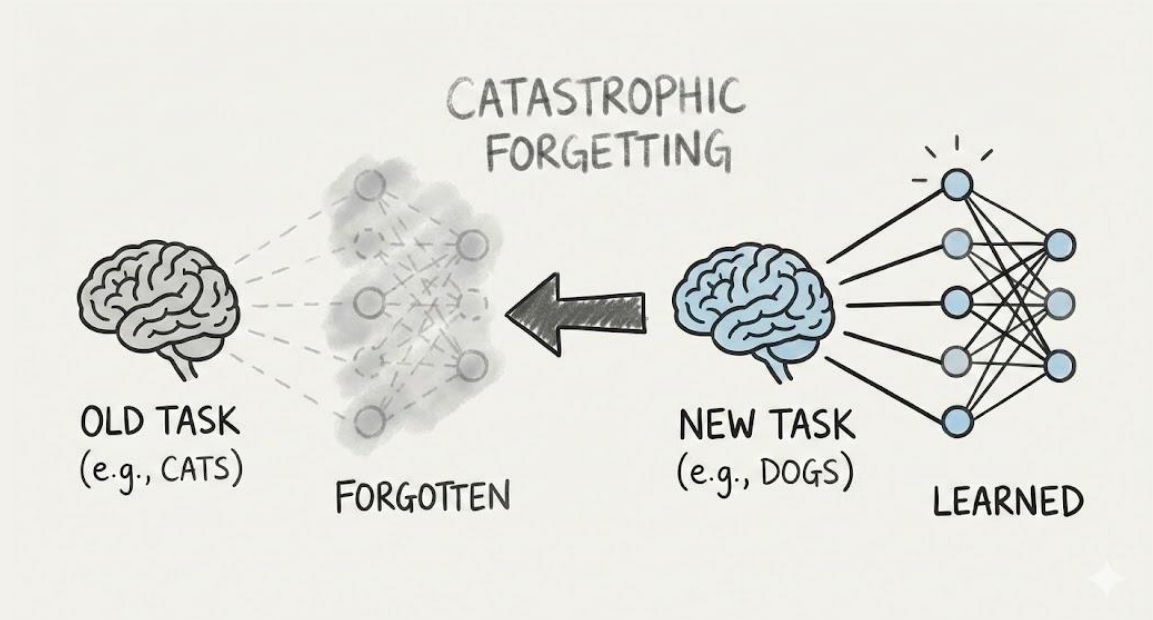 CATASTROPHIC
FORGETTING
OLD TASK
(e.g., CATS)
FORGOTTEN
NEW TASK
(e.g., DOGS)
LEARNED